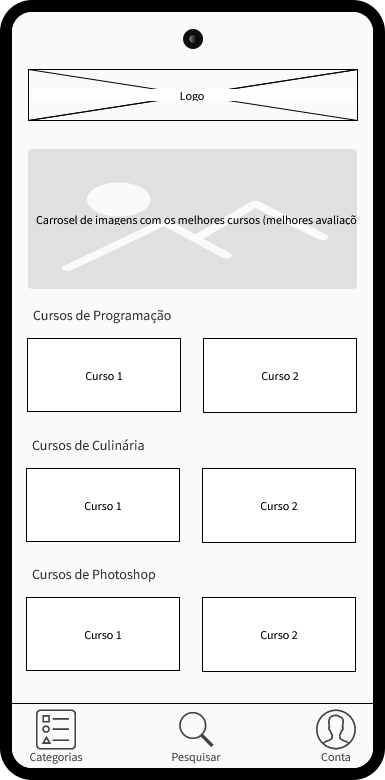 Logo
Carrosel de imagens com os melhores cursos (melhores avaliaçõ
Cursos de Programação
Curso 1
Curso 2
Cursos de Culinária
Curso 1
Curso 2
Cursos de Photoshop
Curso 1
Curso 2
Categorias
Pesquisar
Conta